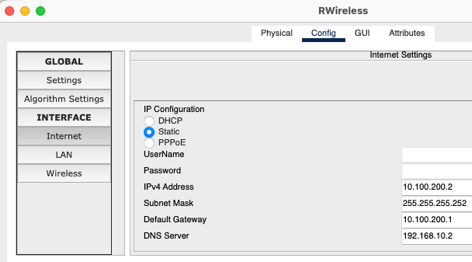 RWireless
Physical Config GUI Attributes
GLOBAL
Settings
Algorithm Settings
INTERFACE
Internet
LAN
Wireless
Internet Settings
IP Configuration
DHCP
Static
PPPoE
UserName
Password
IPv4 Address 10.100.200.2
Subnet Mask 255.255.255.252
Default Gateway 10.100.200.1
DNS Server 192.168.10.2